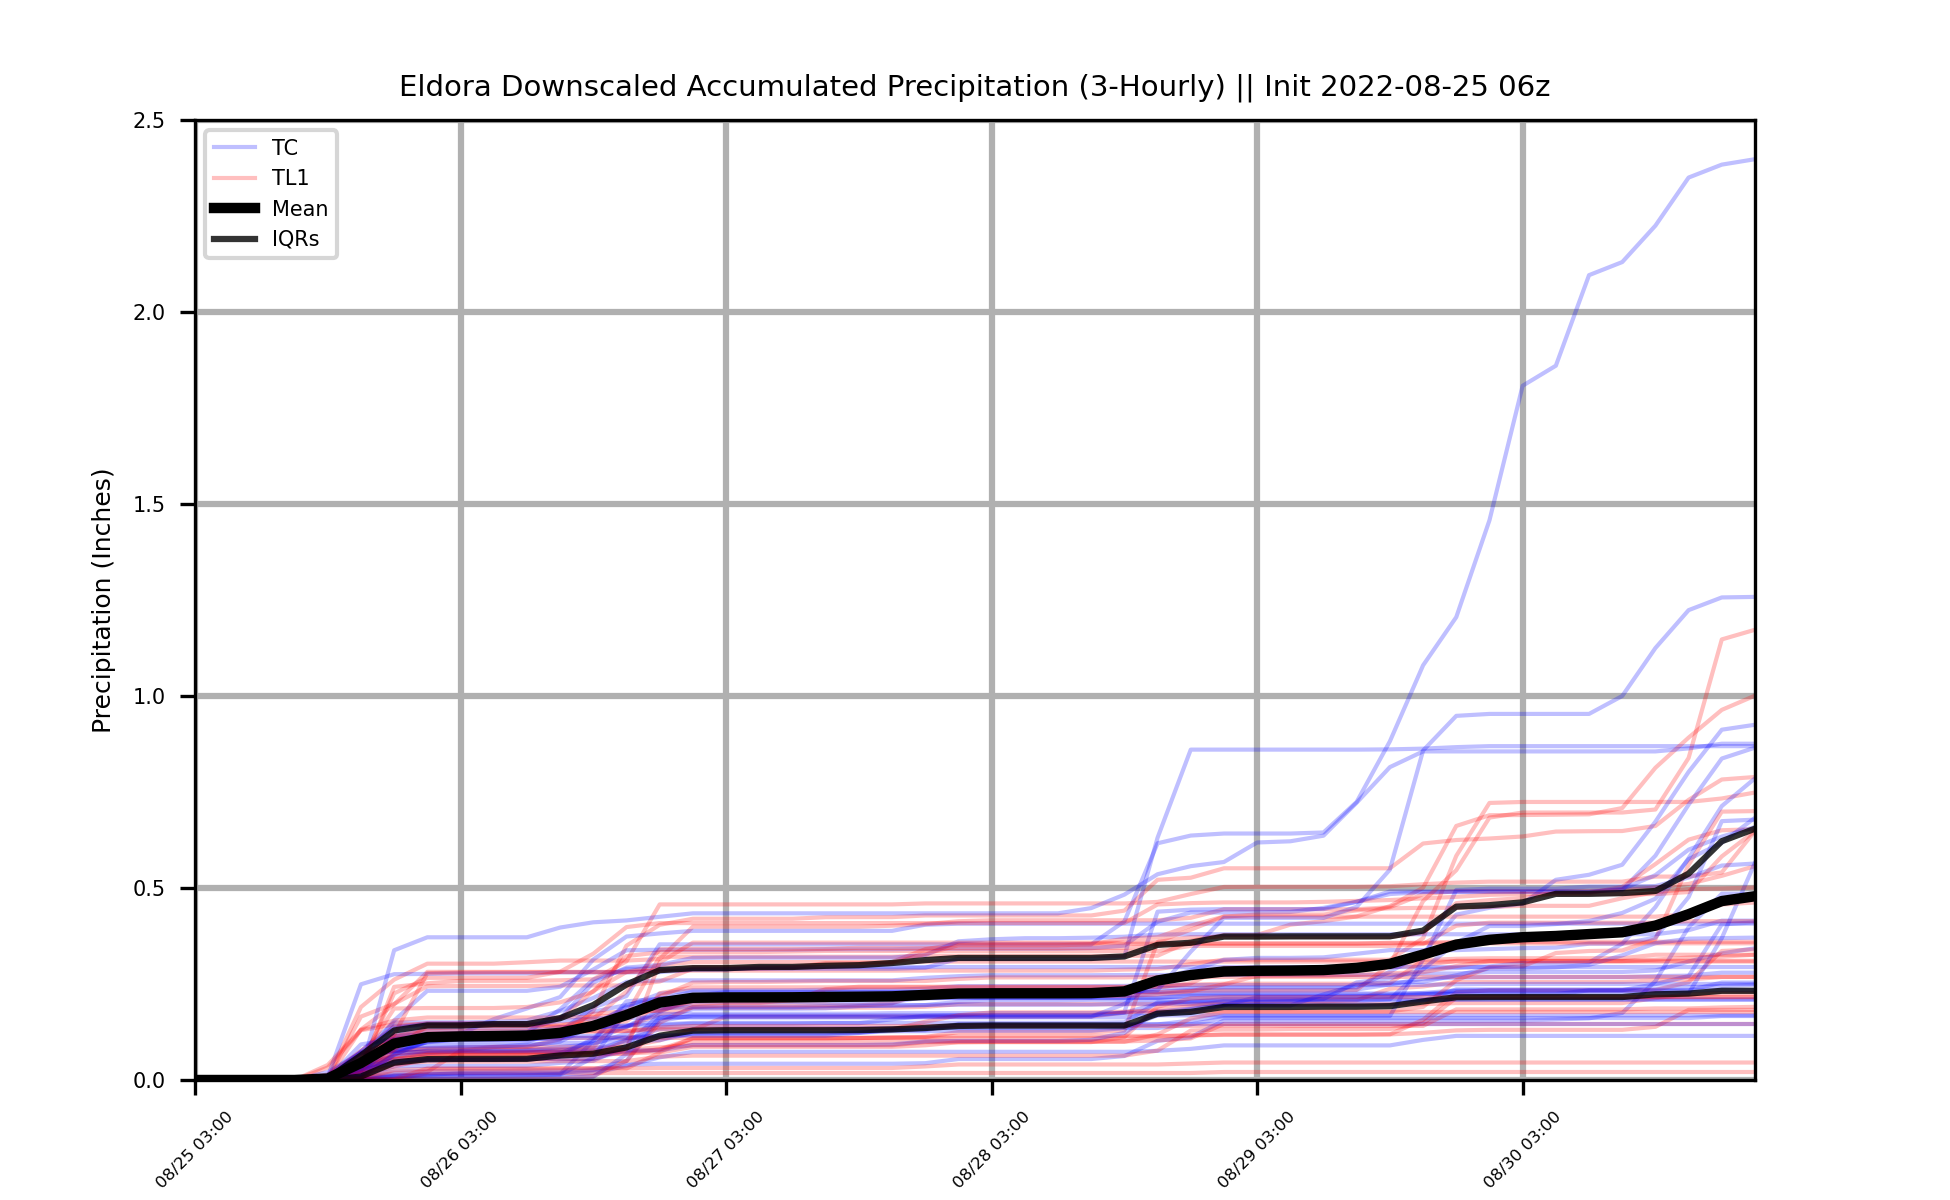 Eldora Downscaled Accumulated Precipitation (3-Hourly) || Init 2022-08-25 06z
TC
TL1
Mean
IQRs
Precipitation (Inches)
2.5
2.0
1.5
1.0
0.5
0.0
08/25 03:00
08/26 03:00
08/27 03:00
08/28 03:00
08/29 03:00
08/30 03:00